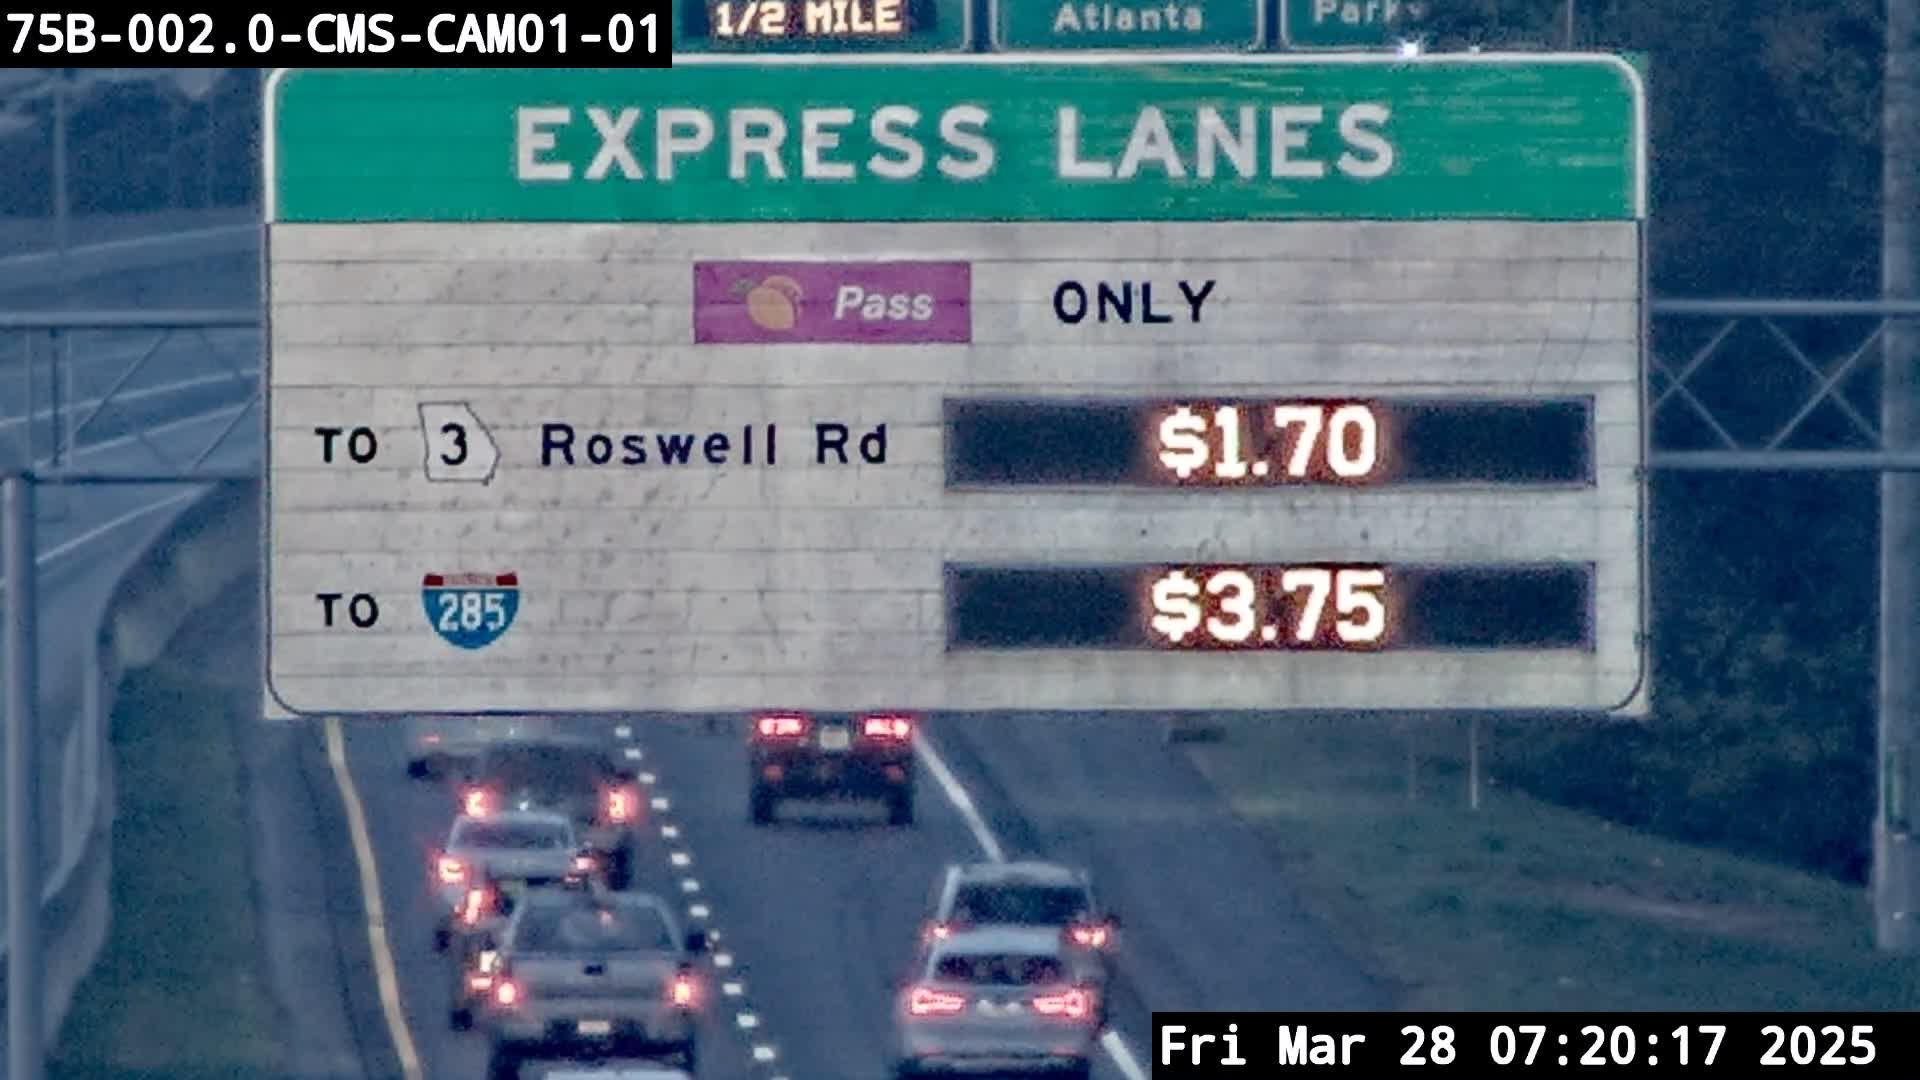 75B-002.0-CMS-CAM01-01
1/2 MILE
Atlanta
EXPRESS LANES
Pass ONLY
TO 3 Roswell Rd $1.70
TO 285 $3.75
Fri Mar 28 07:20:17 2025